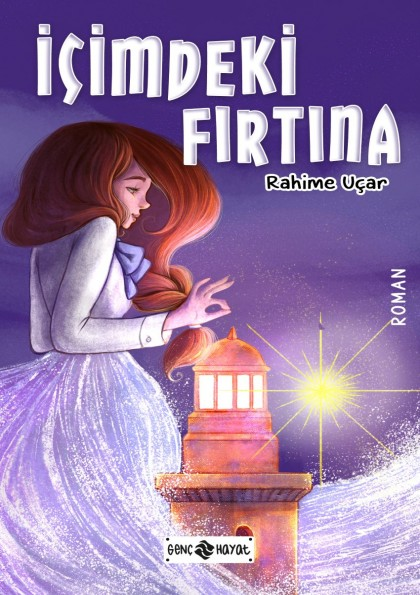 İÇİMDEKİ
FIRTINA
Rahime Uçar
ROMAN
GENÇ HAYAT